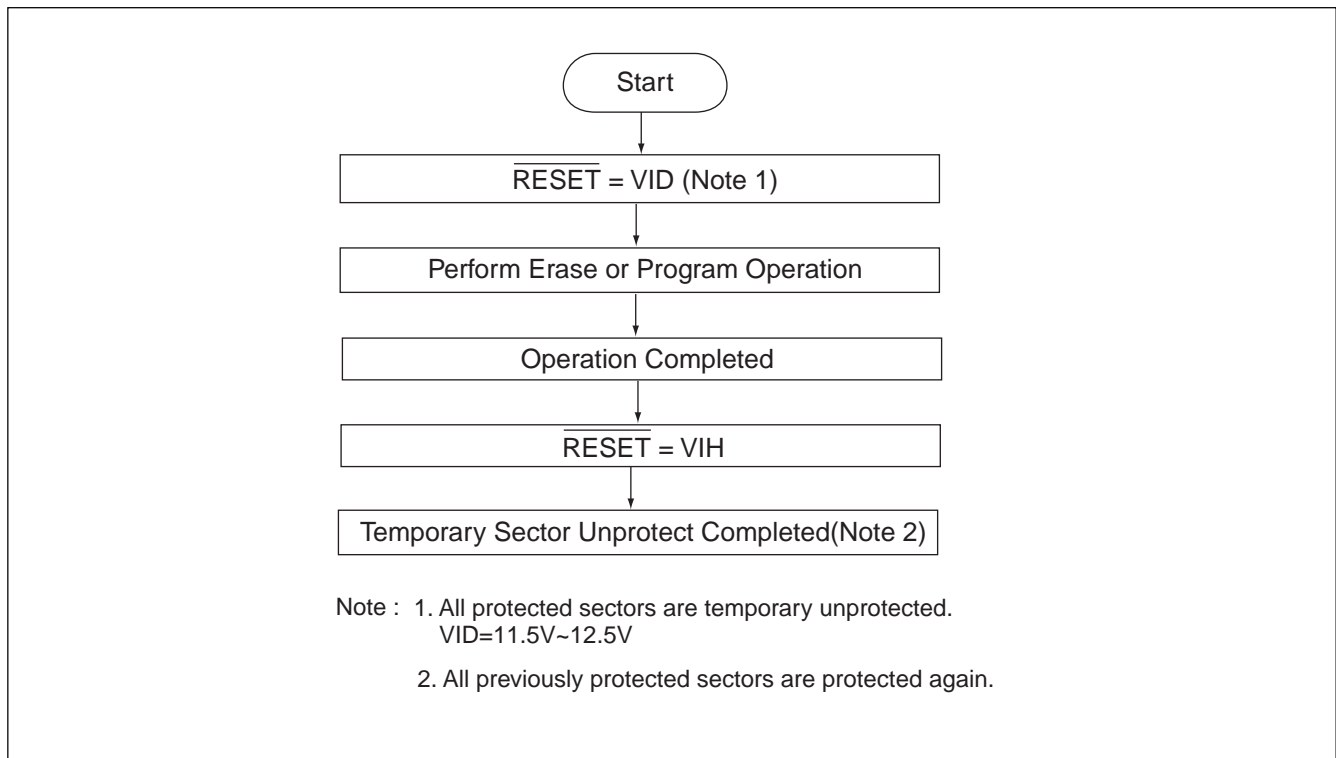 Start
RESET = VID (Note 1)
Perform Erase or Program Operation
Operation Completed
RESET = VIH
Temporary Sector Unprotect Completed(Note 2)
Note : 1. All protected sectors are temporary unprotected.
VID=11.5V~12.5V
2. All previously protected sectors are protected again.